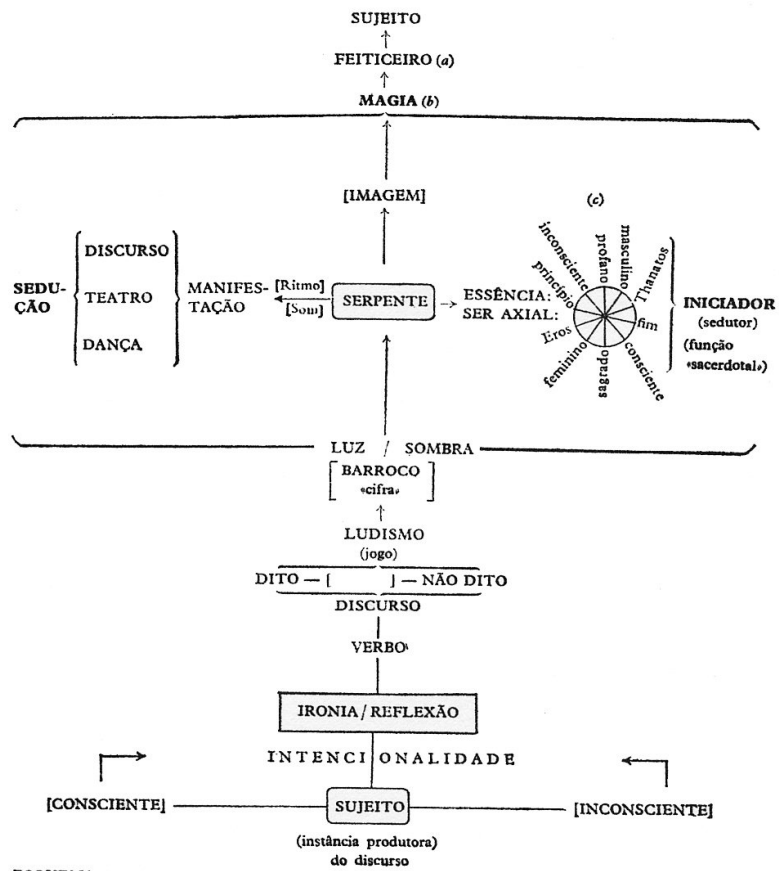 SUJEITO
FEITICEIRO (a)
MAGIA (b)
[IMAGEM]
(c)
SEDU-
ÇÃO
DISCURSO
TEATRO
DANÇA
MANIFES-
TAÇÃO
[Ritmo]
[Som]
SERPENTE
ESSÊNCIA:
SER AXIAL:
inconsciente
profano
masculino
Thanatos
princípio
fim
Eros
feminino
sagrado
consciente
INICIADOR
(sedutor)
(função
«sacerdotal»)
LUZ / SOMBRA
[BARROCO
«cifra»]
LUDISMO
(jogo)
DITO — [ ] — NÃO DITO
DISCURSO
VERBO
IRONIA / REFLEXÃO
INTENCIONALIDADE
[CONSCIENTE]
SUJEITO
[INCONSCIENTE]
(instância produtora)
do discurso